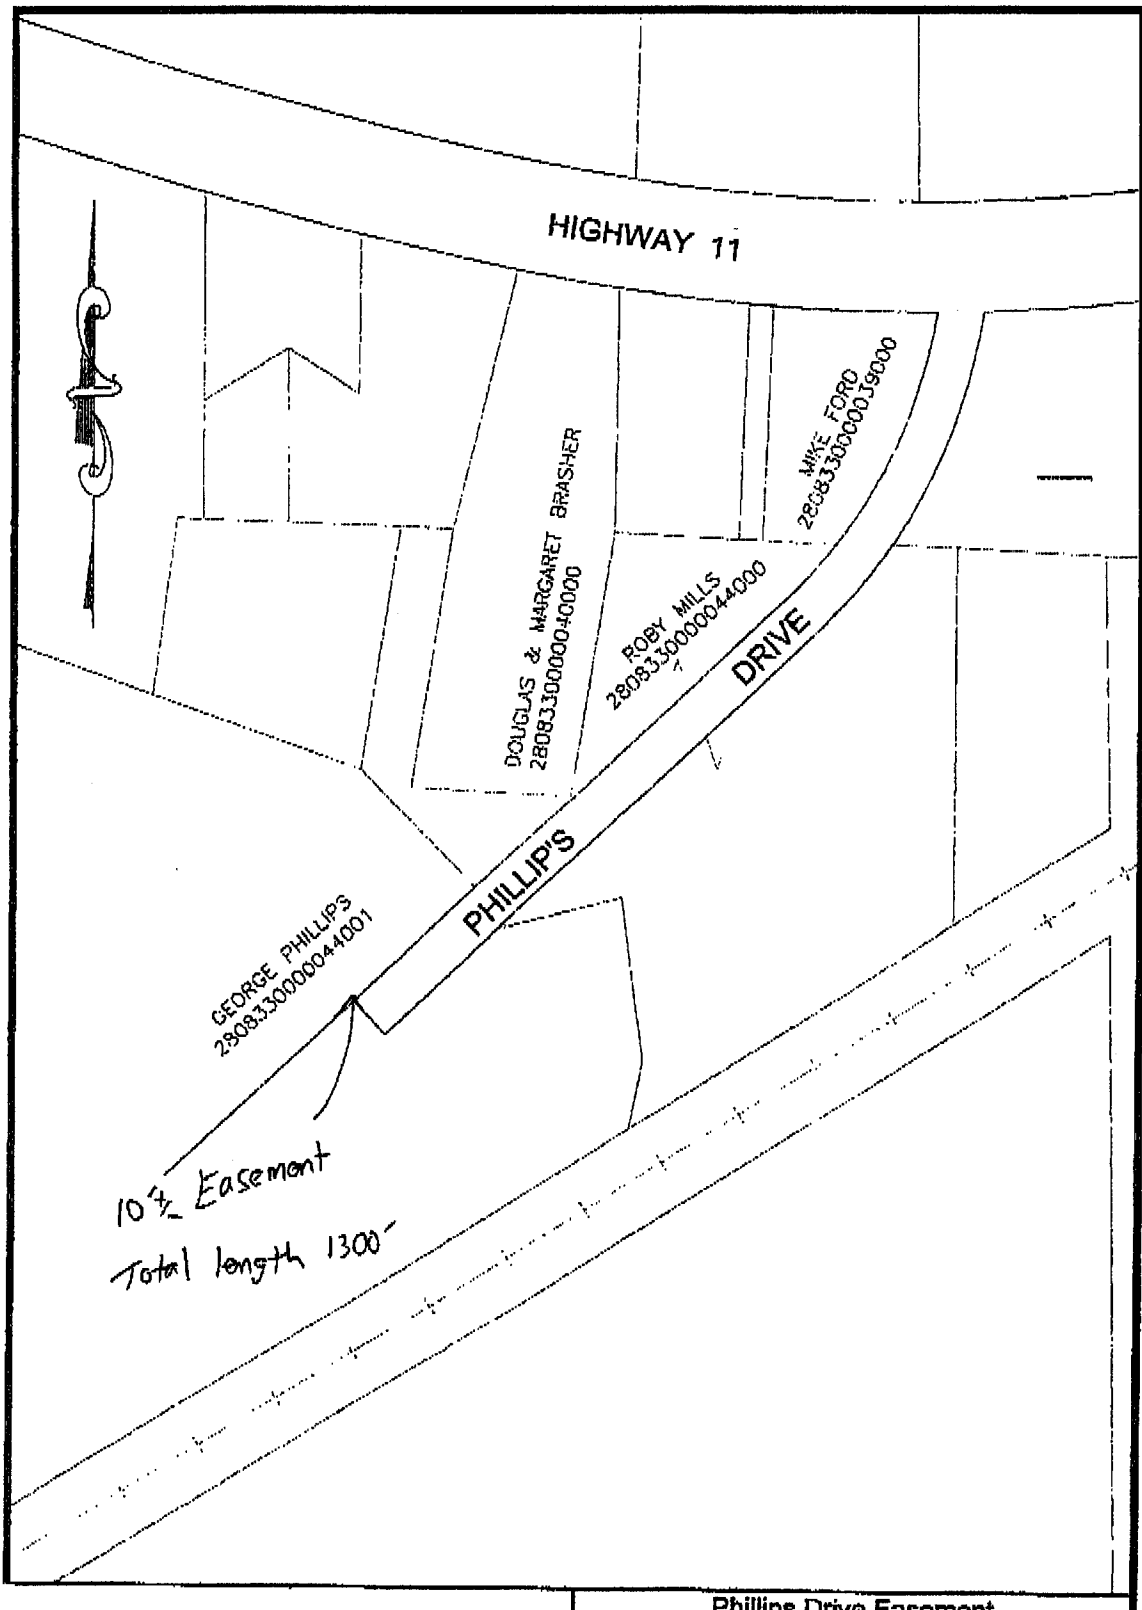 HIGHWAY 11
MIKE FORD
2808330000039000
DOUGLAS & MARGARET BRASHER
2808330000040000
ROBY MILLS
2808330000044000
PHILLIP'S DRIVE
GEORGE PHILLIPS
2808330000044001
10' +/- Easement
Total length 1300'
Phillips Drive Easement